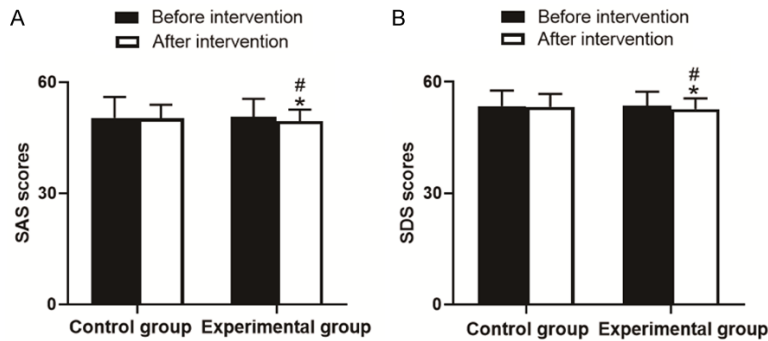 A
Before intervention
After intervention
SAS scores
60
30
0
#
*
Control group
Experimental group
B
Before intervention
After intervention
SDS scores
60
30
0
#
*
Control group
Experimental group